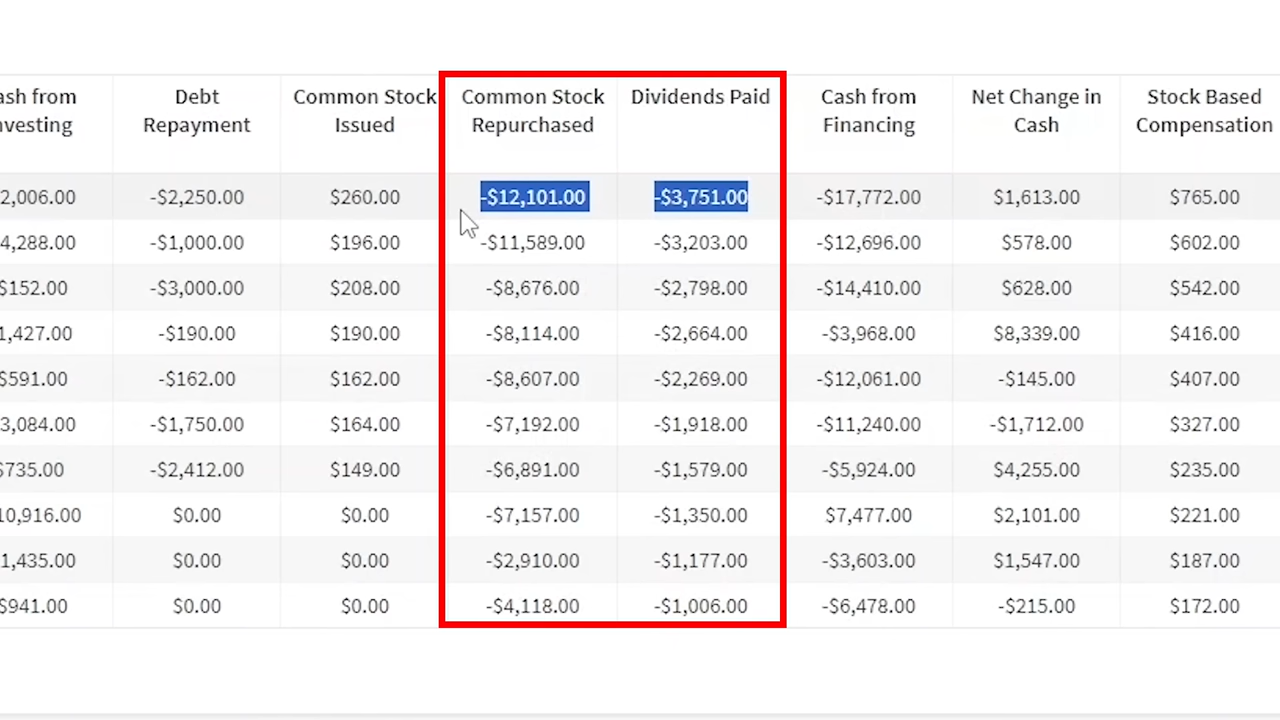 ash from Debt Common Stock Common Stock Dividends Paid Cash from Net Change in Stock Based
nvesting Repayment Issued Repurchased Financing Cash Compensation
2,006.00 -$2,250.00 $260.00 -$12,101.00 -$3,751.00 -$17,772.00 $1,613.00 $765.00
4,288.00 -$1,000.00 $196.00 -$11,589.00 -$3,203.00 -$12,696.00 $578.00 $602.00
$152.00 -$3,000.00 $208.00 -$8,676.00 -$2,798.00 -$14,410.00 $628.00 $542.00
1,427.00 -$190.00 $190.00 -$8,114.00 -$2,664.00 -$3,968.00 $8,339.00 $416.00
$591.00 -$162.00 $162.00 -$8,607.00 -$2,269.00 -$12,061.00 -$145.00 $407.00
3,084.00 -$1,750.00 $164.00 -$7,192.00 -$1,918.00 -$11,240.00 -$1,712.00 $327.00
$735.00 -$2,412.00 $149.00 -$6,891.00 -$1,579.00 -$5,924.00 $4,255.00 $235.00
10,916.00 $0.00 $0.00 -$7,157.00 -$1,350.00 $7,477.00 $2,101.00 $221.00
1,435.00 $0.00 $0.00 -$2,910.00 -$1,177.00 -$3,603.00 $1,547.00 $187.00
$941.00 $0.00 $0.00 -$4,118.00 -$1,006.00 -$6,478.00 -$215.00 $172.00